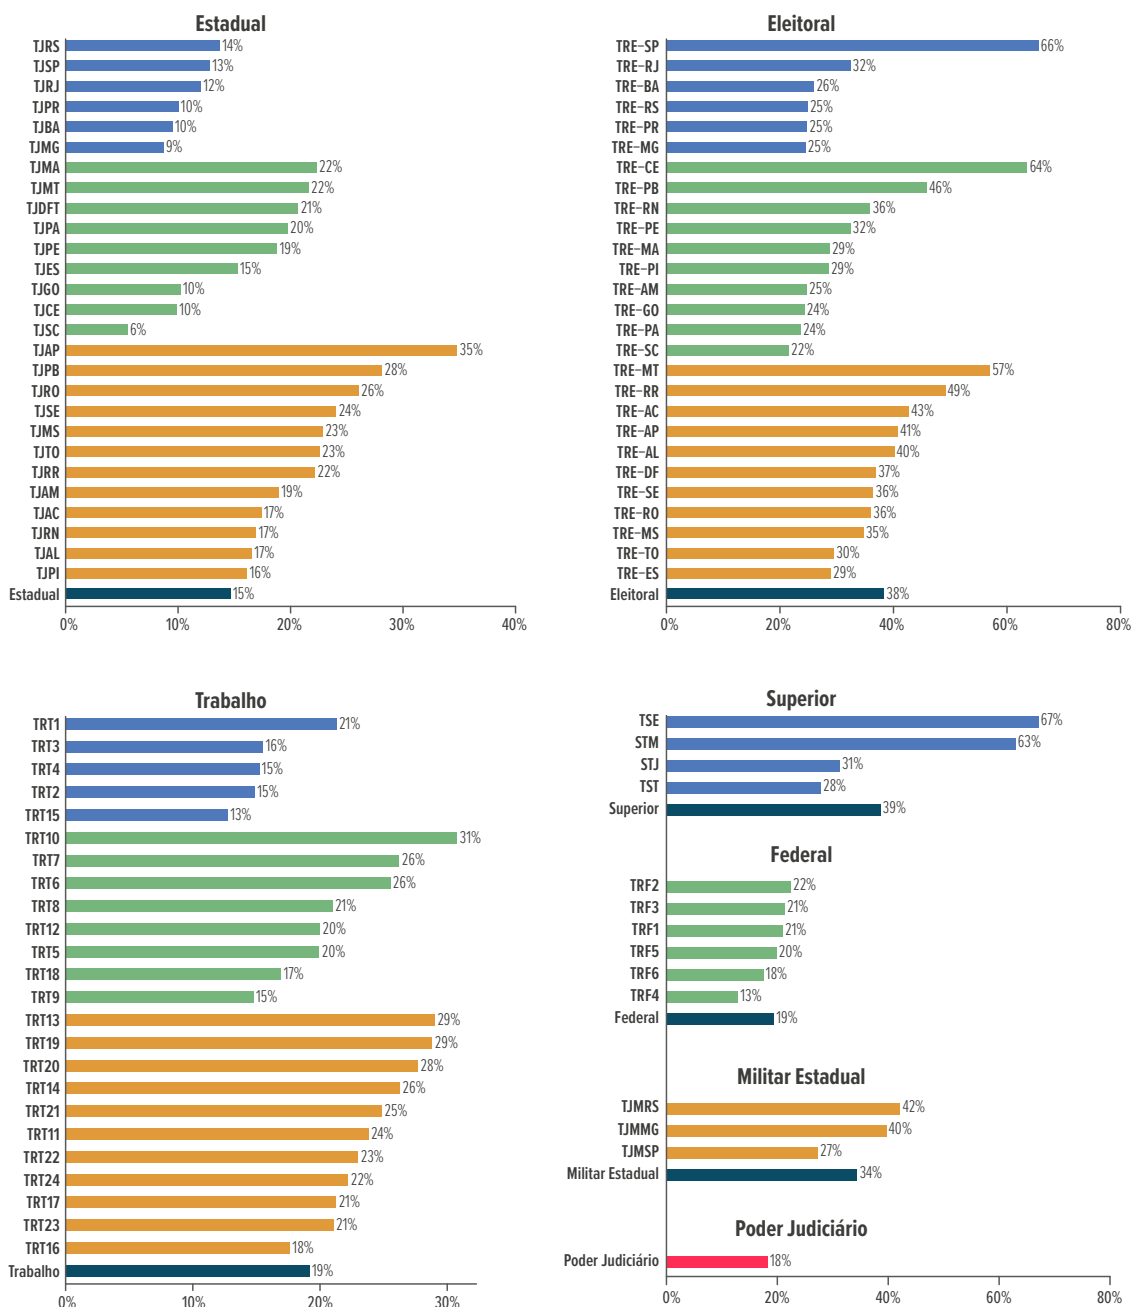 Estadual
TJRS 14%
TJSP 13%
TJRJ 12%
TJPR 10%
TJBA 10%
TJMG 9%
TJMA 22%
TJMT 22%
TJDFT 21%
TJPA 20%
TJPE 19%
TJES 15%
TJGO 10%
TJCE 10%
TJSC 6%
TJAP 35%
TJPB 28%
TJRO 26%
TJSE 24%
TJMS 23%
TJTO 23%
TJRR 22%
TJAM 19%
TJAC 17%
TJRN 17%
TJAL 17%
TJPI 16%
Estadual 15%
0% 10% 20% 30% 40%
Eleitoral
TRE-SP 66%
TRE-RJ 32%
TRE-BA 26%
TRE-RS 25%
TRE-PR 25%
TRE-MG 25%
TRE-CE 64%
TRE-PB 46%
TRE-RN 36%
TRE-PE 32%
TRE-MA 29%
TRE-PI 29%
TRE-AM 25%
TRE-GO 24%
TRE-PA 24%
TRE-SC 22%
TRE-MT 57%
TRE-RR 49%
TRE-AC 43%
TRE-AP 41%
TRE-AL 40%
TRE-DF 37%
TRE-SE 36%
TRE-RO 36%
TRE-MS 35%
TRE-TO 30%
TRE-ES 29%
Eleitoral 38%
0% 20% 40% 60% 80%
Trabalho
TRT1 21%
TRT3 16%
TRT4 15%
TRT2 15%
TRT15 13%
TRT10 31%
TRT7 26%
TRT6 26%
TRT8 21%
TRT12 20%
TRT5 20%
TRT18 17%
TRT9 15%
TRT13 29%
TRT19 29%
TRT20 28%
TRT14 26%
TRT21 25%
TRT11 24%
TRT22 23%
TRT24 22%
TRT17 21%
TRT23 21%
TRT16 18%
Trabalho 19%
0% 10% 20% 30%
Superior
TSE 67%
STM 63%
STJ 31%
TST 28%
Superior 39%
Federal
TRF2 22%
TRF3 21%
TRF1 21%
TRF5 20%
TRF6 18%
TRF4 13%
Federal 19%
Militar Estadual
TJMRS 42%
TJMMG 40%
TJMSP 27%
Militar Estadual 34%
Poder Judiciário
Poder Judiciário 18%
0% 20% 40% 60% 80%